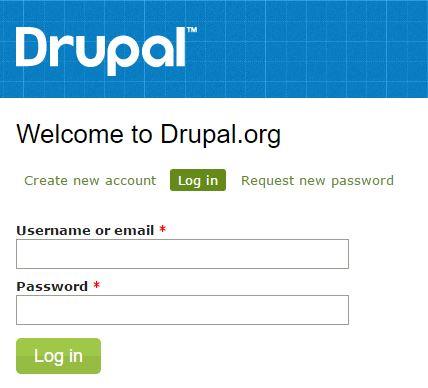 Drupal™
Welcome to Drupal.org
Create new account Log in Request new password
Username or email *
Password *
Log in